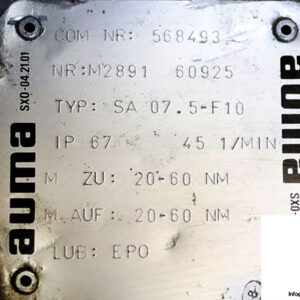 COM NR: 568493
NR:M2891 60925
TYP: SA 07.5-F10
IP 67 45 1/MIN
M ZU: 20-60 NM
M AUF: 20-60 NM
LUB: EPO
auma
SX0-04.2101
auma